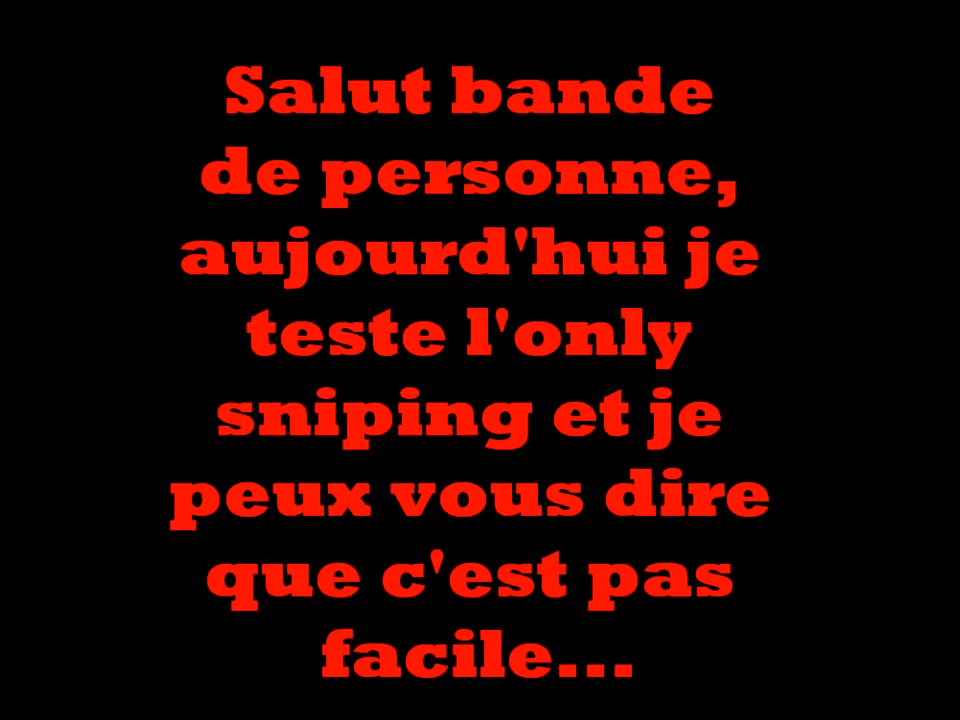 Salut bande
de personne,
aujourd'hui je
teste l'only
sniping et je
peux vous dire
que c'est pas
facile...